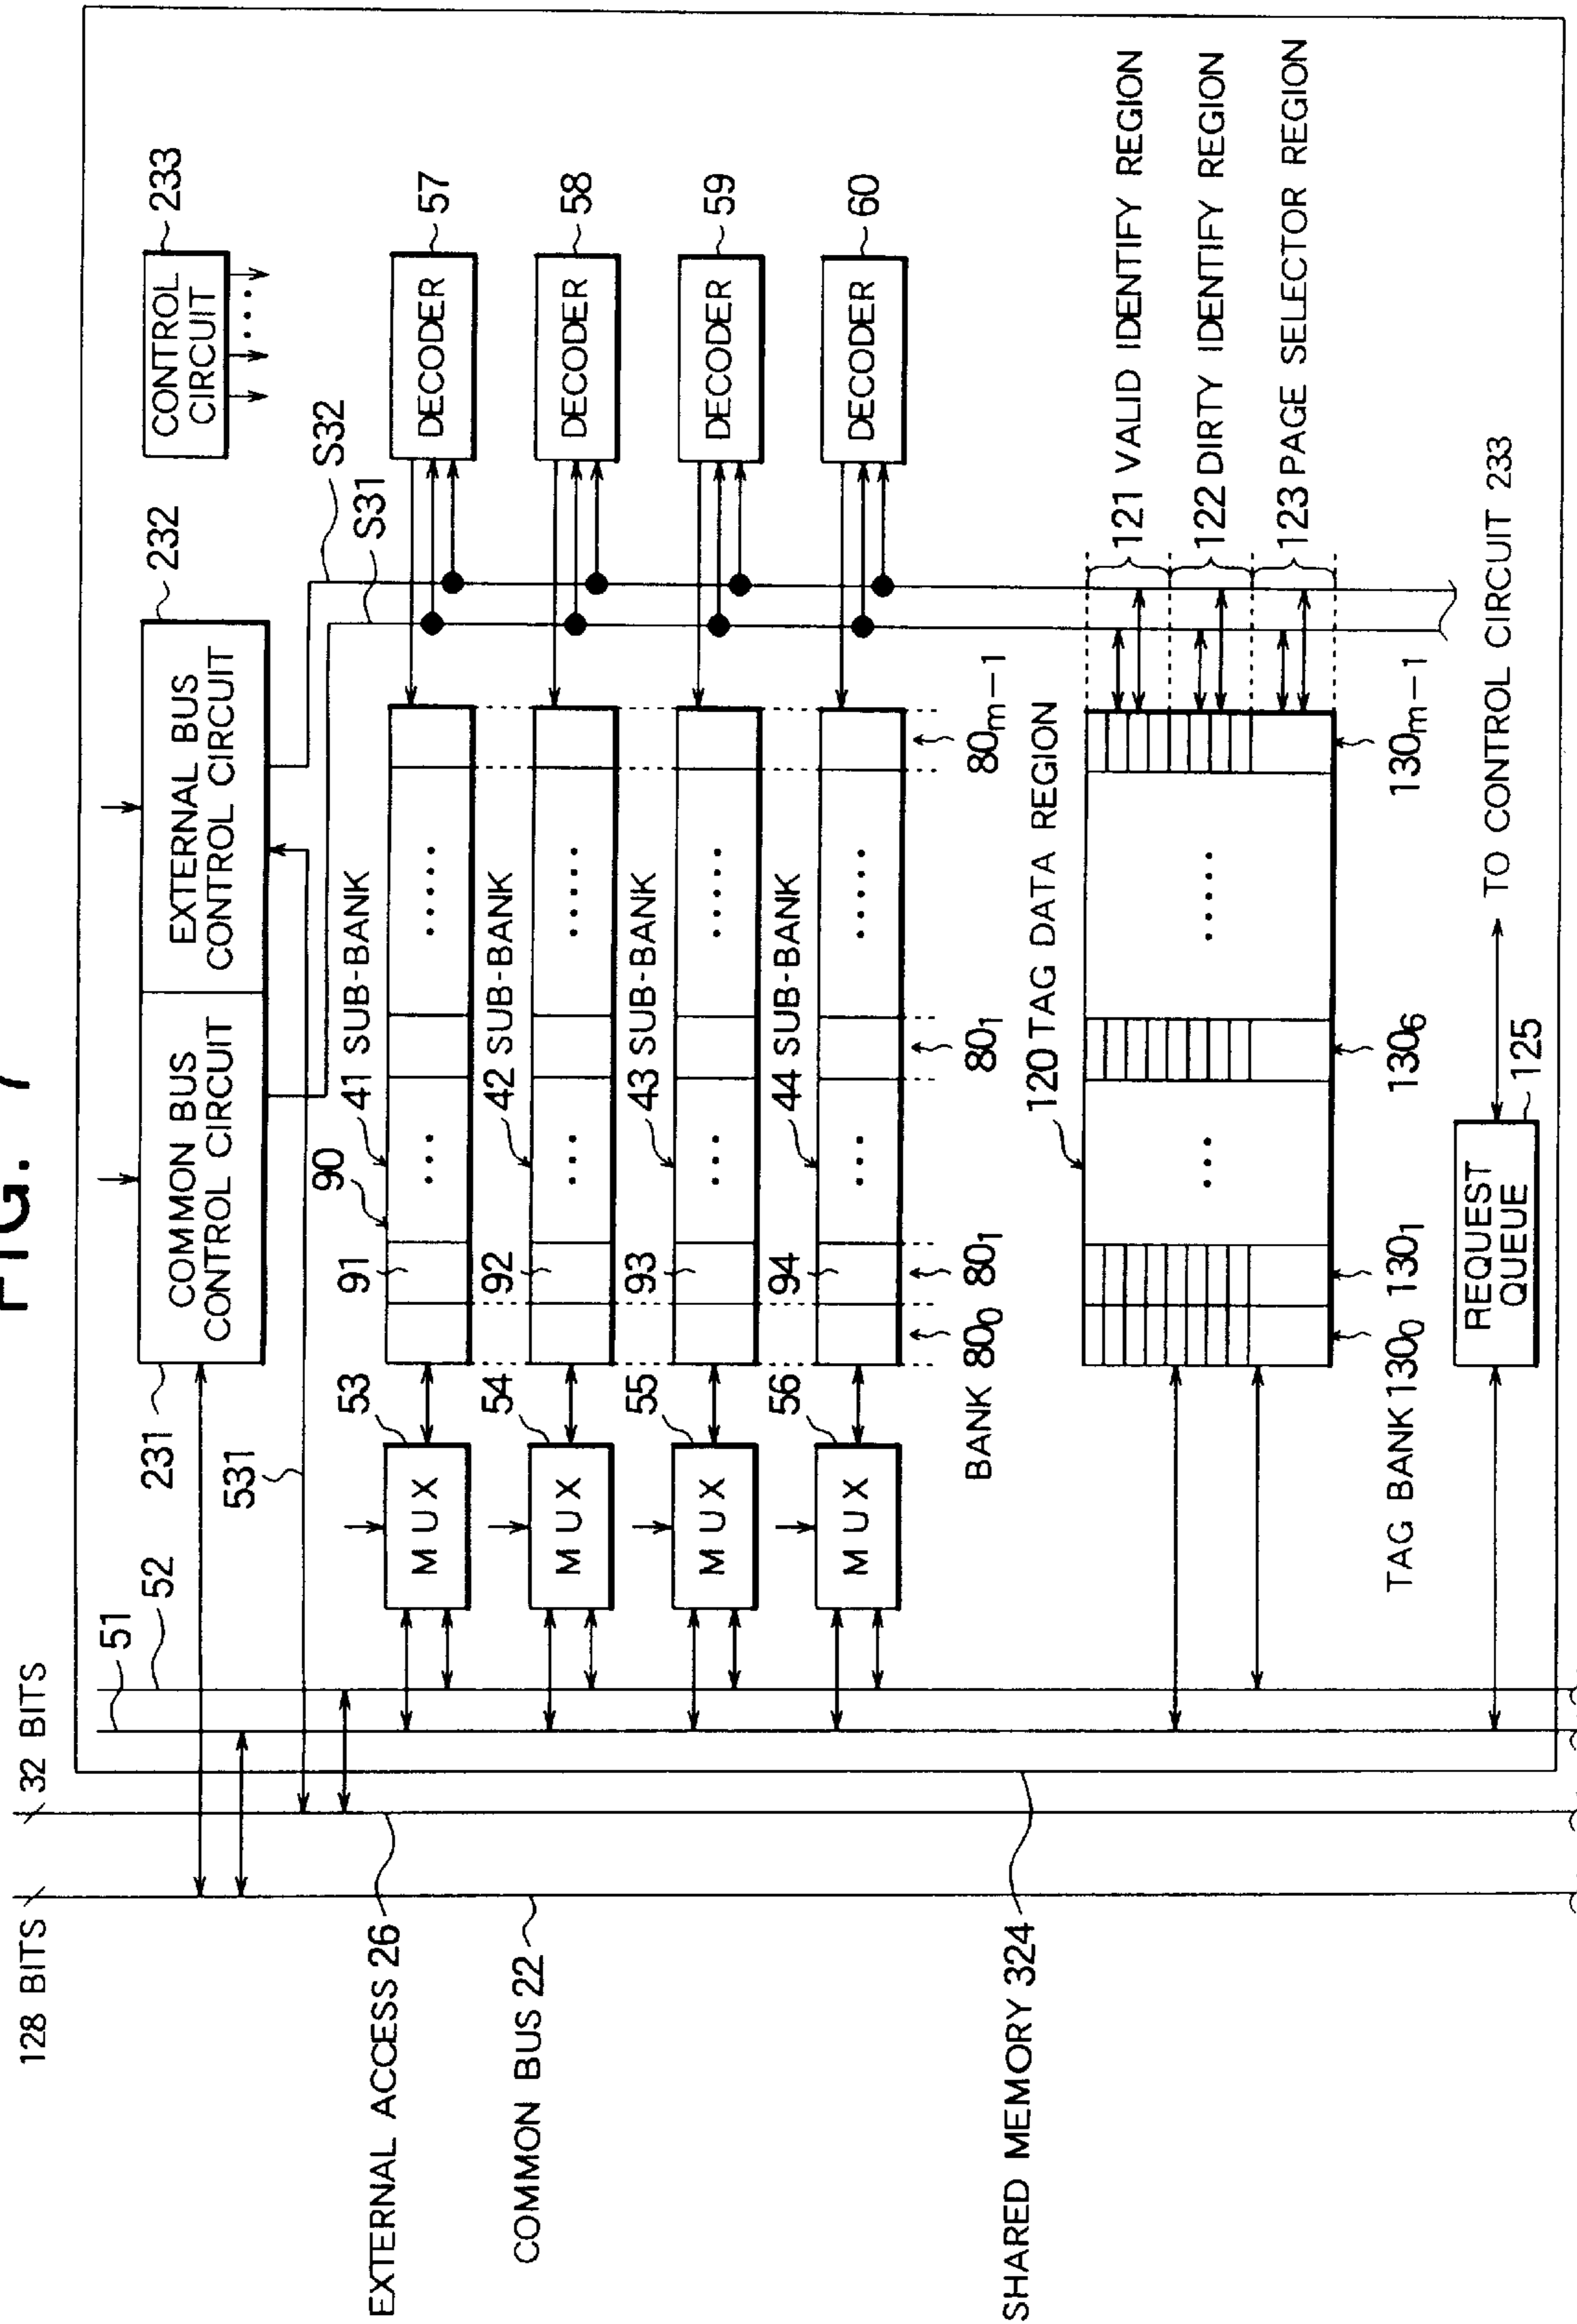 FIG. 7
128 BITS
32 BITS
51
52
531
231
COMMON BUS
CONTROL CIRCUIT
EXTERNAL BUS
CONTROL CIRCUIT
232
CONTROL
CIRCUIT
233
S32
S31
EXTERNAL ACCESS 26
COMMON BUS 22
SHARED MEMORY 324
53
MUX
91
90
41 SUB-BANK
DECODER
57
54
MUX
92
42 SUB-BANK
DECODER
58
55
MUX
93
43 SUB-BANK
DECODER
59
56
MUX
94
44 SUB-BANK
DECODER
60
BANK 80₀
80₁
80₁
80m−1
120 TAG DATA REGION
121 VALID IDENTIFY REGION
122 DIRTY IDENTIFY REGION
123 PAGE SELECTOR REGION
TAG BANK 130₀
130₁
130₆
130m−1
REQUEST
QUEUE
125
TO CONTROL CIRCUIT 233